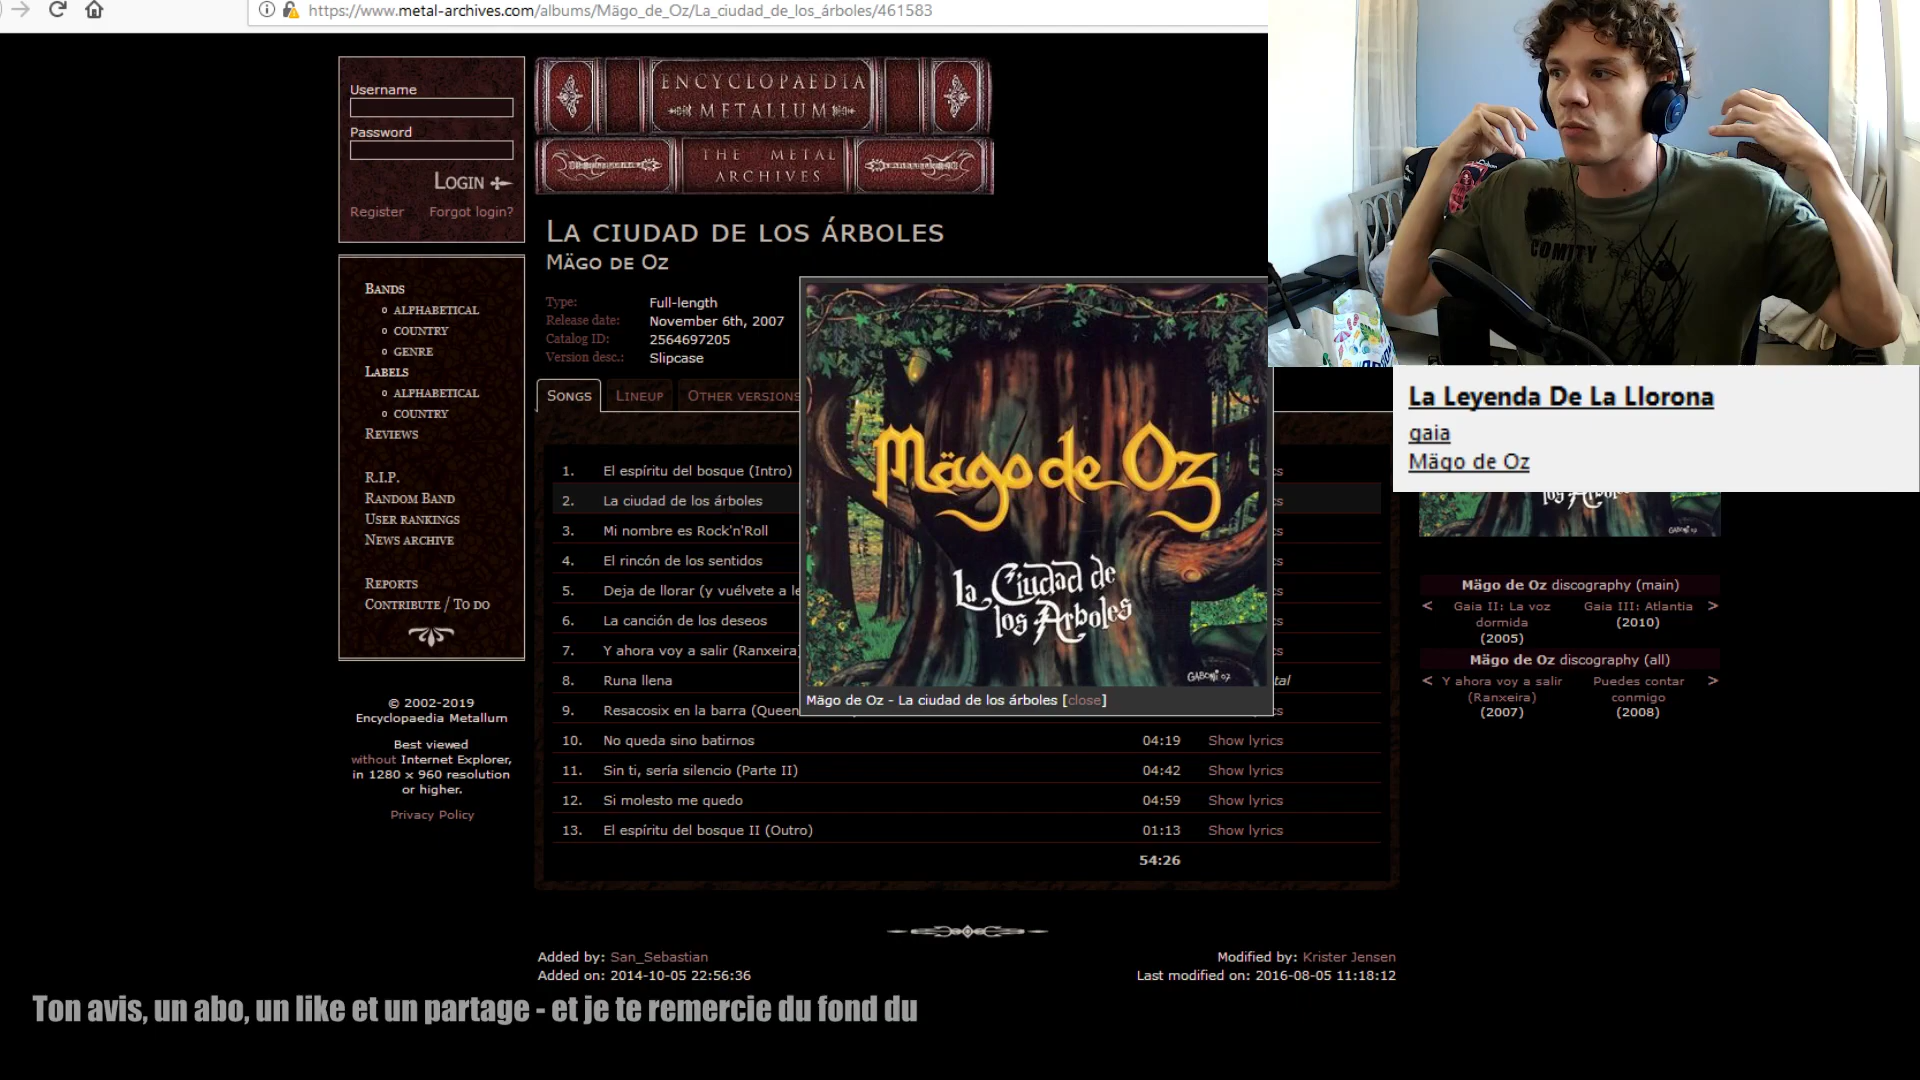 https://www.metal-archives.com/albums/Mägo_de_Oz/La_ciudad_de_los_árboles/461583
Username
Password
LOGIN
Register Forgot login?
ENCYCLOPAEDIA
METALLUM
THE METAL
ARCHIVES
LA CIUDAD DE LOS ÁRBOLES
MÄGO DE OZ
Type: Full-length
Release date: November 6th, 2007
Catalog ID: 2564697205
Version desc.: Slipcase
SONGS LINEUP OTHER VERSIONS
BANDS
ALPHABETICAL
COUNTRY
GENRE
LABELS
ALPHABETICAL
COUNTRY
REVIEWS
R.I.P.
RANDOM BAND
USER RANKINGS
NEWS ARCHIVE
REPORTS
CONTRIBUTE / TO DO
© 2002-2019
Encyclopaedia Metallum
Best viewed
without Internet Explorer,
in 1280 x 960 resolution
or higher.
Privacy Policy
1. El espíritu del bosque (Intro)
2. La ciudad de los árboles
3. Mi nombre es Rock'n'Roll
4. El rincón de los sentidos
5. Deja de llorar (y vuélvete a le
6. La canción de los deseos
7. Y ahora voy a salir (Ranxeira)
8. Runa llena
9. Resacosix en la barra (Queen
10. No queda sino batirnos 04:19 Show lyrics
11. Sin ti, sería silencio (Parte II) 04:42 Show lyrics
12. Si molesto me quedo 04:59 Show lyrics
13. El espíritu del bosque II (Outro) 01:13 Show lyrics
54:26
Mägo de Oz
La Ciudad de
los Arboles
GABONI 07
Mägo de Oz - La ciudad de los árboles [close]
COMITY
La Leyenda De La Llorona
gaia
Mägo de Oz
los Arboles
GABONI 07
Mägo de Oz discography (main)
< Gaia II: La voz dormida (2005) Gaia III: Atlantia (2010) >
Mägo de Oz discography (all)
< Y ahora voy a salir (Ranxeira) (2007) Puedes contar conmigo (2008) >
Added by: San_Sebastian
Added on: 2014-10-05 22:56:36
Modified by: Krister Jensen
Last modified on: 2016-08-05 11:18:12
Ton avis, un abo, un like et un partage - et je te remercie du fond du